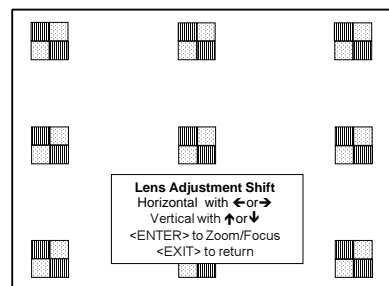 Lens Adjustment Shift
Horizontal with ←or→
Vertical with ↑or↓
<ENTER> to Zoom/Focus
<EXIT> to return